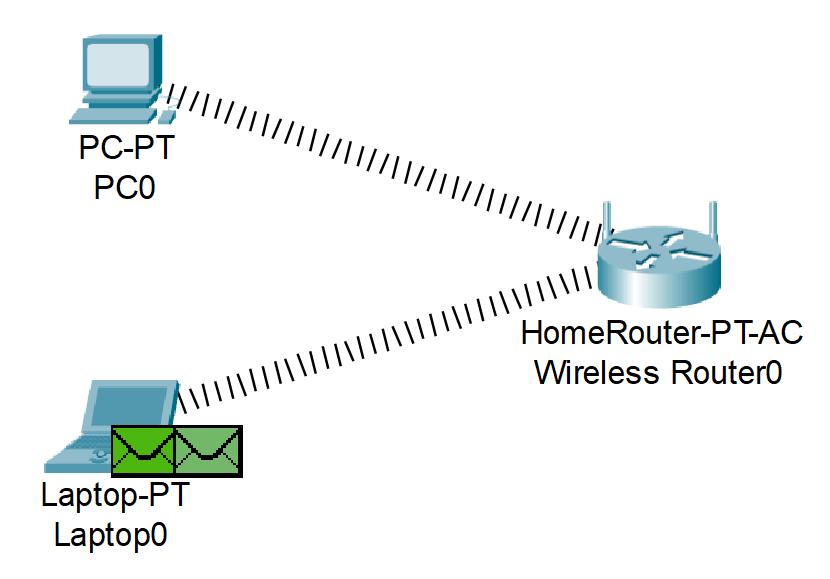 PC-PT
PC0
HomeRouter-PT-AC
Wireless Router0
Laptop-PT
Laptop0